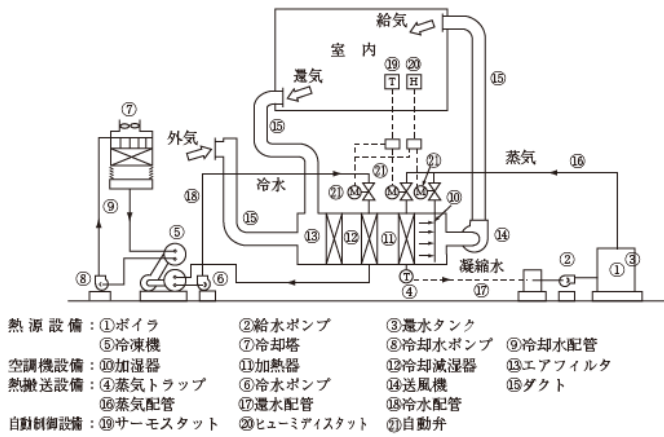 給気
室 内
⑲ ⑳
T H
還気
⑮
⑮
⑦
外気
蒸気
⑯
㉑
㉑
㉑
M M M
⑱
冷水
⑩
⑨
⑮
⑤
⑬ ⑫ ⑪
⑭
②
①
③
⑧
⑥
T
④
凝縮水
⑰
熱源設備:①ボイラ ②給水ポンプ ③還水タンク
⑤冷凍機 ⑦冷却塔 ⑧冷却水ポンプ ⑨冷却水配管
空調機設備:⑩加湿器 ⑪加熱器 ⑫冷却減湿器 ⑬エアフィルタ
熱搬送設備:④蒸気トラップ ⑥冷水ポンプ ⑭送風機 ⑮ダクト
⑯蒸気配管 ⑰還水配管 ⑱冷水配管
自動制御設備:⑲サーモスタット ⑳ヒューミディスタット ㉑自動弁